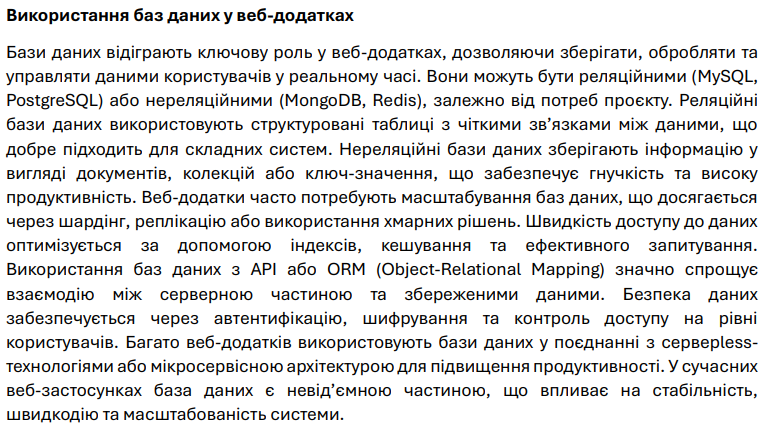 Використання баз даних у веб-додатках
Бази даних відіграють ключову роль у веб-додатках, дозволяючи зберігати, обробляти та
управляти даними користувачів у реальному часі. Вони можуть бути реляційними (MySQL,
PostgreSQL) або нереляційними (MongoDB, Redis), залежно від потреб проєкту. Реляційні
бази даних використовують структуровані таблиці з чіткими зв’язками між даними, що
добре підходить для складних систем. Нереляційні бази даних зберігають інформацію у
вигляді документів, колекцій або ключ-значення, що забезпечує гнучкість та високу
продуктивність. Веб-додатки часто потребують масштабування баз даних, що досягається
через шардінг, реплікацію або використання хмарних рішень. Швидкість доступу до даних
оптимізується за допомогою індексів, кешування та ефективного запитування.
Використання баз даних з API або ORM (Object-Relational Mapping) значно спрощує
взаємодію між серверною частиною та збереженими даними. Безпека даних
забезпечується через автентифікацію, шифрування та контроль доступу на рівні
користувачів. Багато веб-додатків використовують бази даних у поєднанні з серверless-
технологіями або мікросервісною архітектурою для підвищення продуктивності. У сучасних
веб-застосунках база даних є невід’ємною частиною, що впливає на стабільність,
швидкодію та масштабованість системи.